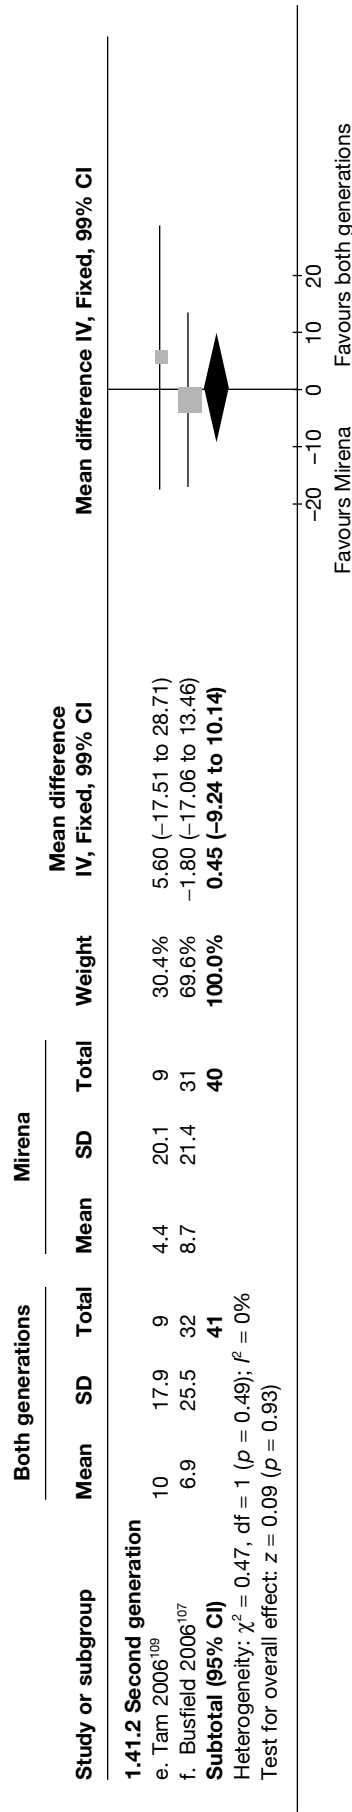 Both generations Mirena Mean difference
Study or subgroup Mean SD Total Mean SD Total Weight IV, Fixed, 99% CI Mean difference IV, Fixed, 99% CI
1.41.2 Second generation
e. Tam 2006¹⁰⁹ 10 17.9 9 4.4 20.1 9 30.4% 5.60 (−17.51 to 28.71)
f. Busfield 2006¹⁰⁷ 6.9 25.5 32 8.7 21.4 31 69.6% −1.80 (−17.06 to 13.46)
Subtotal (95% CI) 41 40 100.0% 0.45 (−9.24 to 10.14)
Heterogeneity: χ² = 0.47, df = 1 (p = 0.49); I² = 0%
Test for overall effect: z = 0.09 (p = 0.93)
−20 −10 0 10 20
Favours Mirena Favours both generations